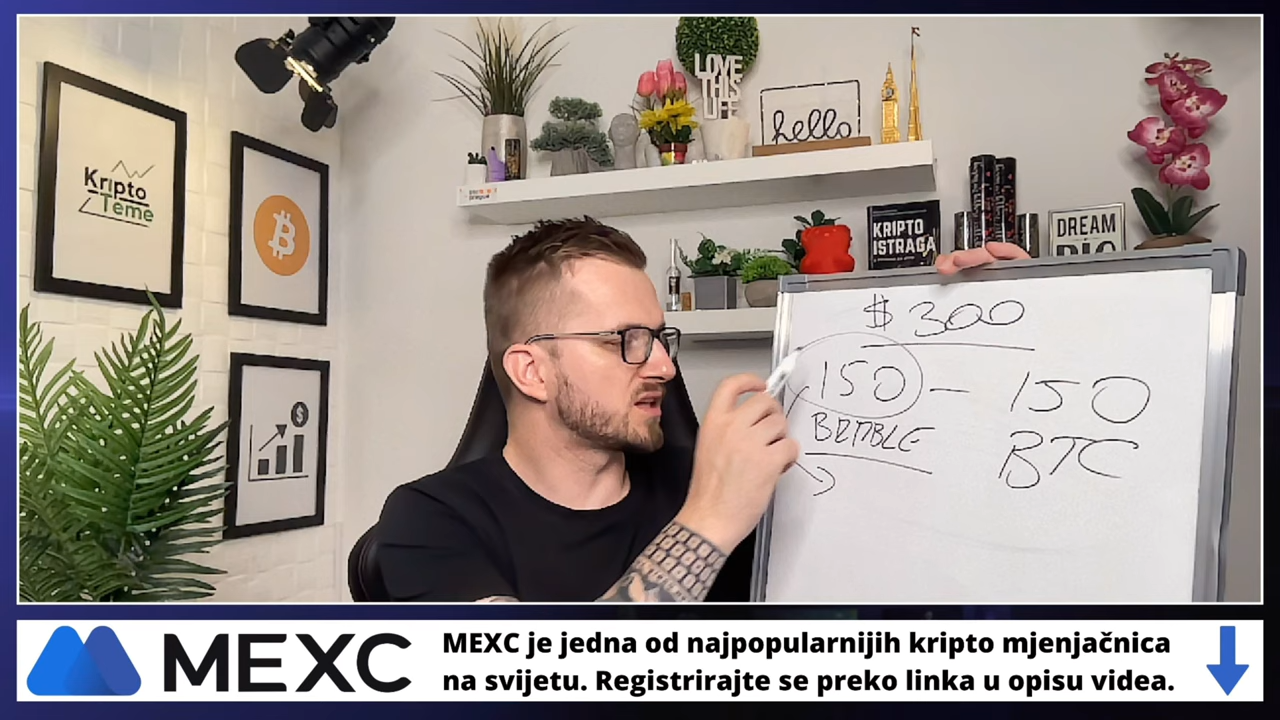 Kripto
Teme
LOVE
THIS
LIFE
hello
KRIPTO
ISTRAGA
DREAM
BIG
$300
150 — 150
BTC
MEXC
MEXC je jedna od najpopularnijih kripto mjenjačnica
na svijetu. Registrirajte se preko linka u opisu videa.